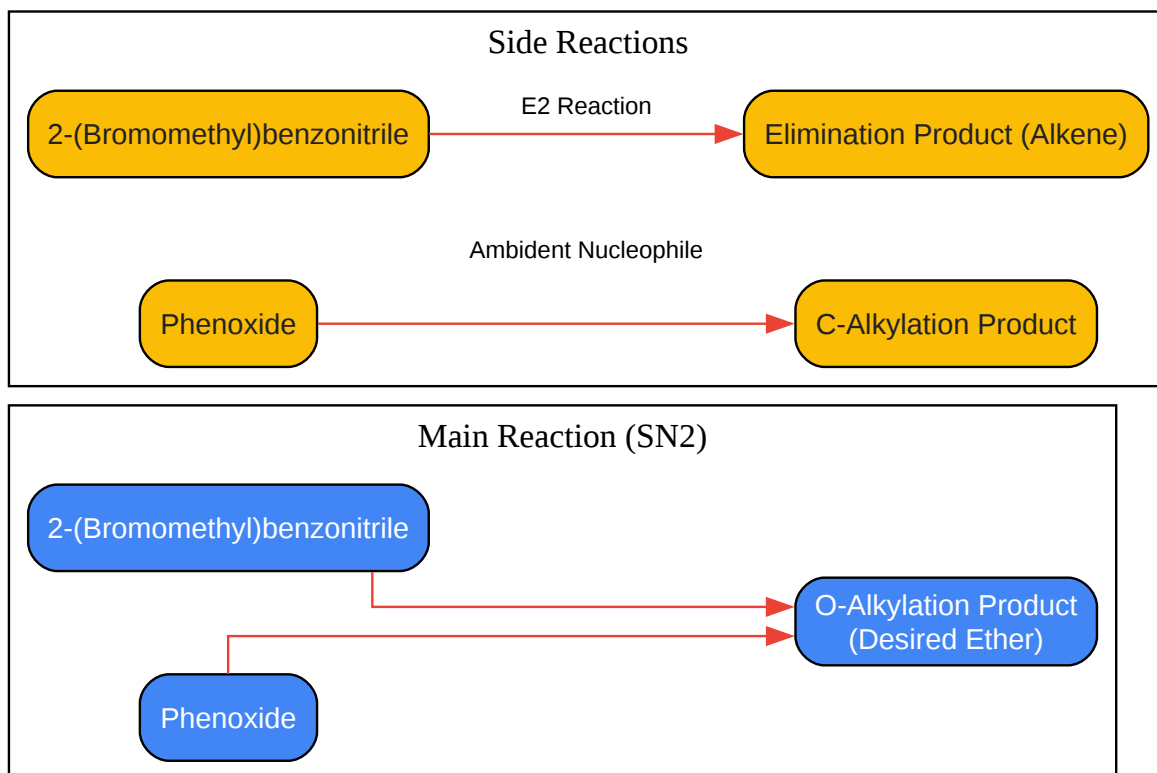 Side Reactions
2-(Bromomethyl)benzonitrile
E2 Reaction
Elimination Product (Alkene)
Ambident Nucleophile
Phenoxide
C-Alkylation Product
Main Reaction (SN2)
2-(Bromomethyl)benzonitrile
O-Alkylation Product
(Desired Ether)
Phenoxide